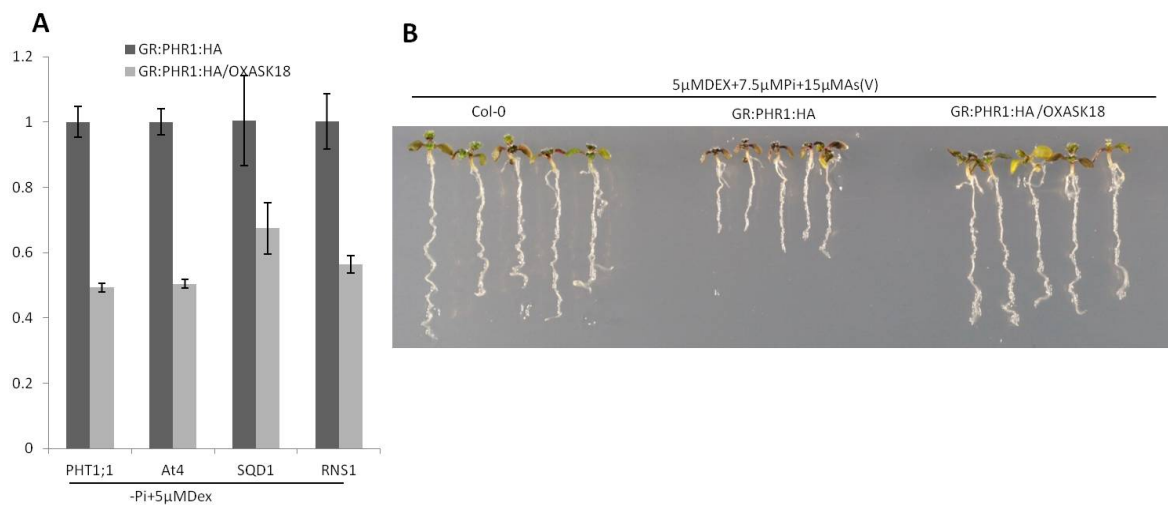 A
GR:PHR1:HA
GR:PHR1:HA/OXASK18
1.2
1
0.8
0.6
0.4
0.2
0
PHT1;1 At4 SQD1 RNS1
-Pi+5µMDex
B
5µMDEX+7.5µMPi+15µMAs(V)
Col-0 GR:PHR1:HA GR:PHR1:HA/OXASK18